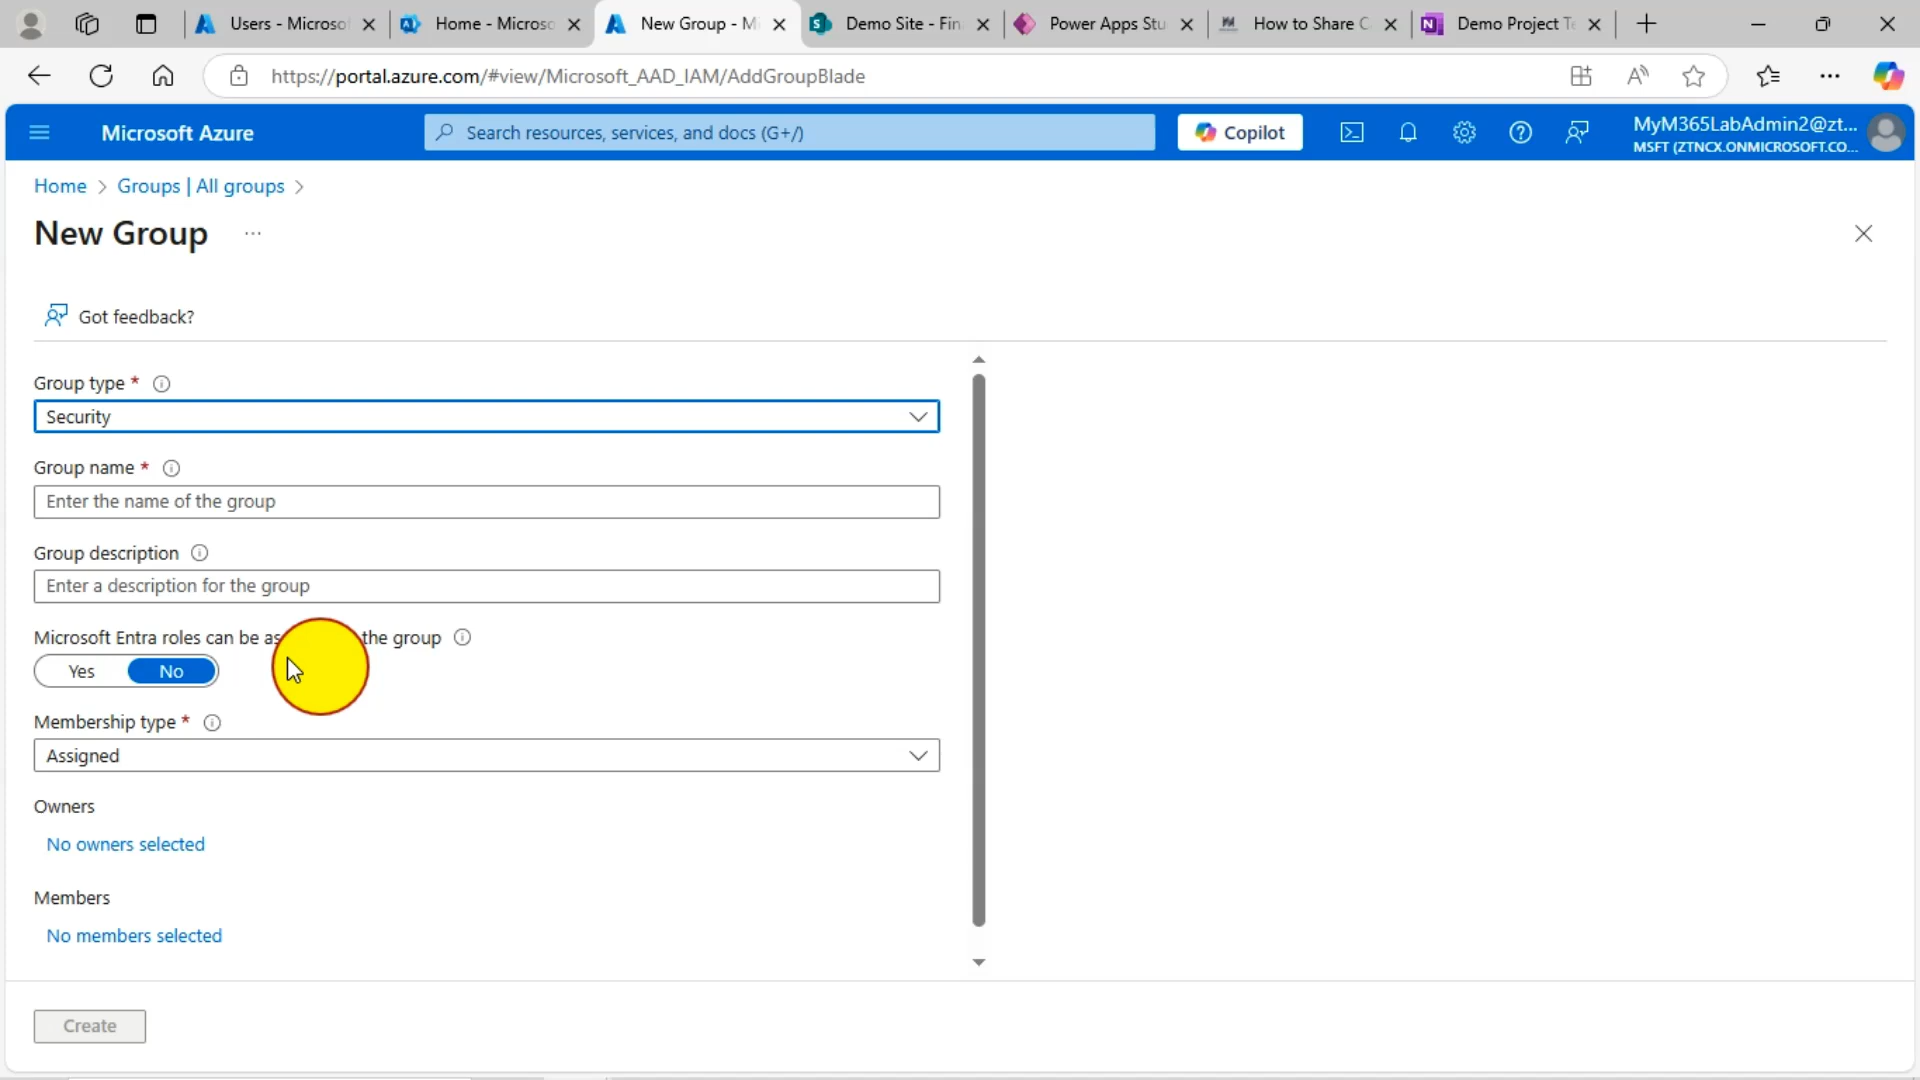 Users - Microsof
Home - Microso
New Group - Mi
Demo Site - Fin
Power Apps Stu
How to Share C
Demo Project Te
https://portal.azure.com/#view/Microsoft_AAD_IAM/AddGroupBlade
Microsoft Azure
Search resources, services, and docs (G+/)
Copilot
MyM365LabAdmin2@zt...
MSFT (ZTNCX.ONMICROSOFT.CO...
Home > Groups | All groups >
New Group ...
Got feedback?
Group type *
Security
Group name *
Enter the name of the group
Group description
Enter a description for the group
Microsoft Entra roles can be as the group
Yes No
Membership type *
Assigned
Owners
No owners selected
Members
No members selected
Create